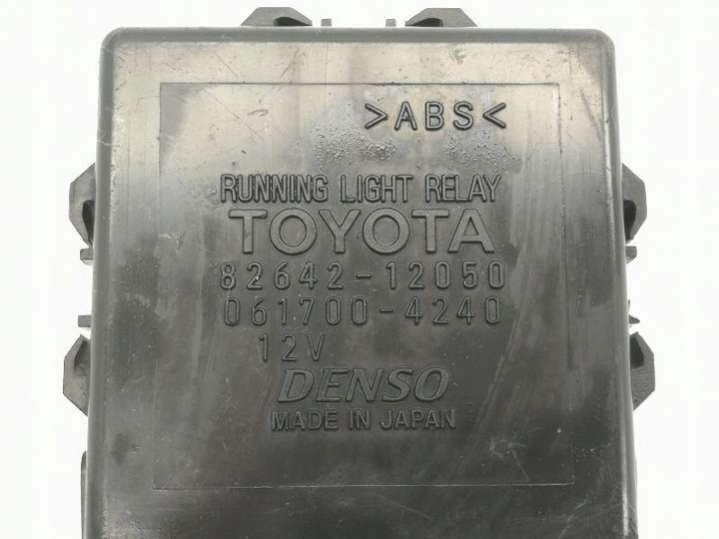 >ABS<
RUNNING LIGHT RELAY
TOYOTA
82642-12050
061700-4240
12V
DENSO
MADE IN JAPAN